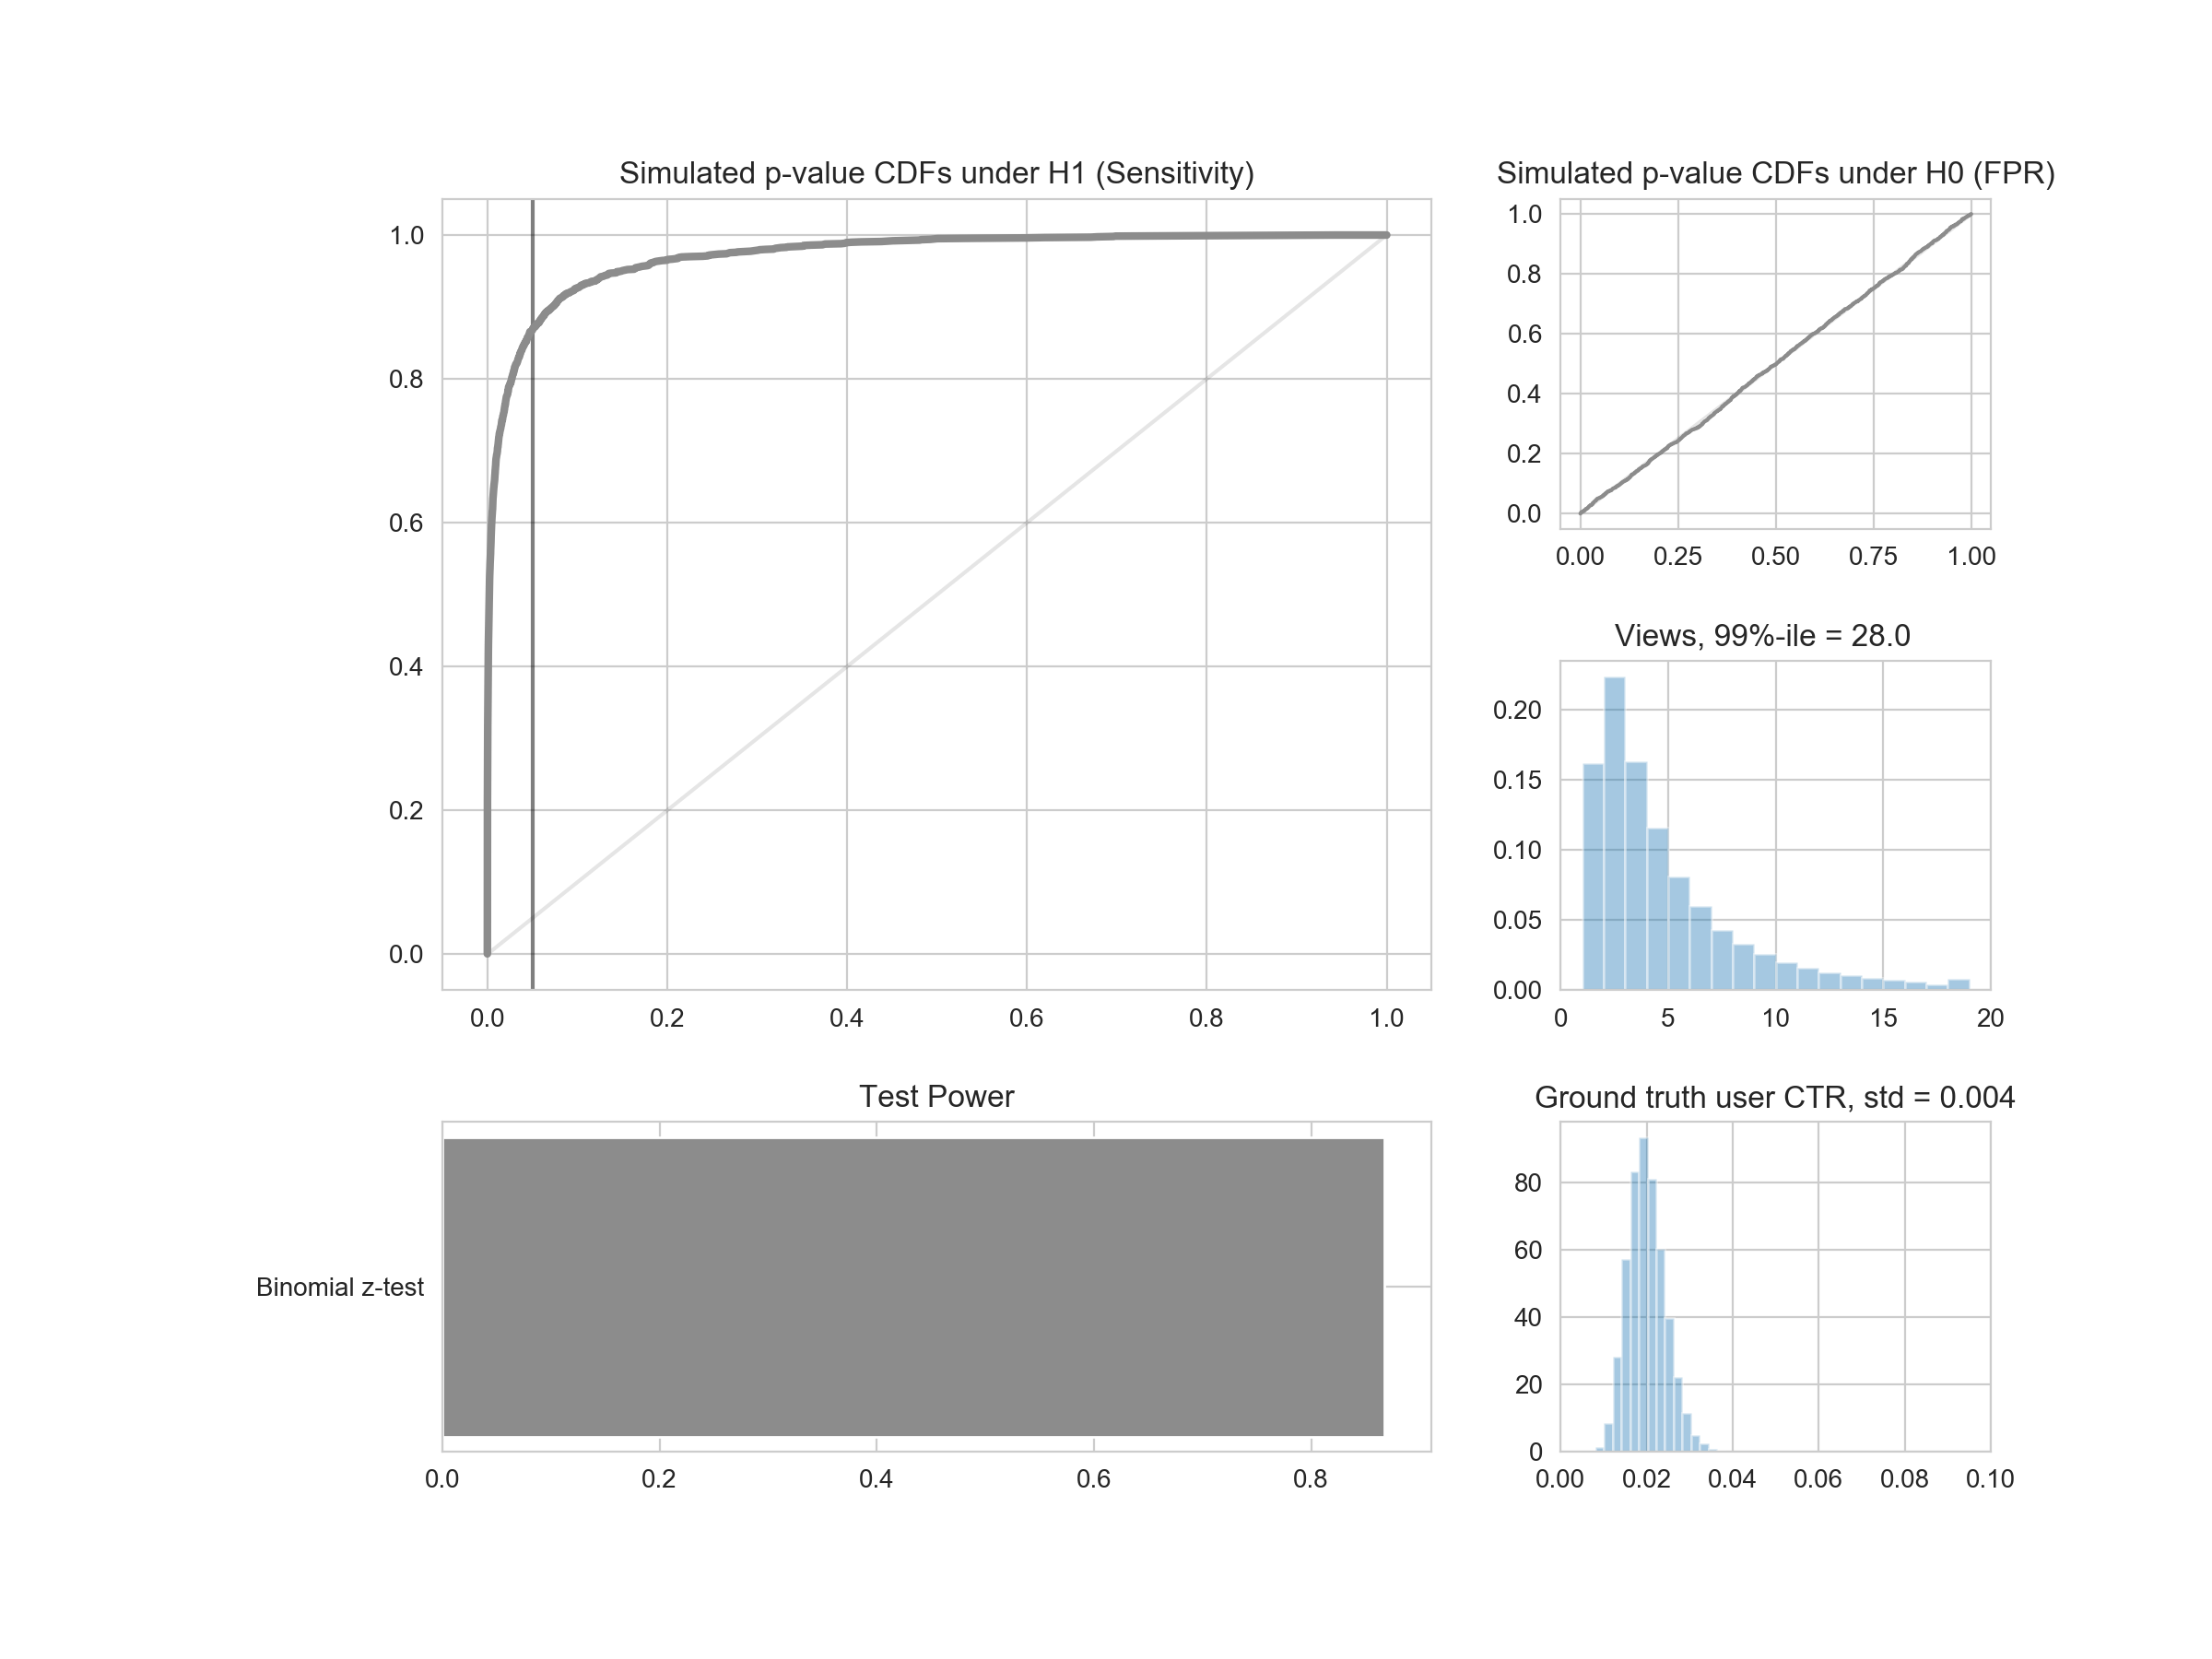 Simulated p-value CDFs under H1 (Sensitivity)
1.0
0.8
0.6
0.4
0.2
0.0
0.0 0.2 0.4 0.6 0.8 1.0
Simulated p-value CDFs under H0 (FPR)
1.0
0.8
0.6
0.4
0.2
0.0
0.00 0.25 0.50 0.75 1.00
Views, 99%-ile = 28.0
0.20
0.15
0.10
0.05
0.00
0 5 10 15 20
Test Power
Binomial z-test
0.0 0.2 0.4 0.6 0.8
Ground truth user CTR, std = 0.004
80
60
40
20
0
0.00 0.02 0.04 0.06 0.08 0.10